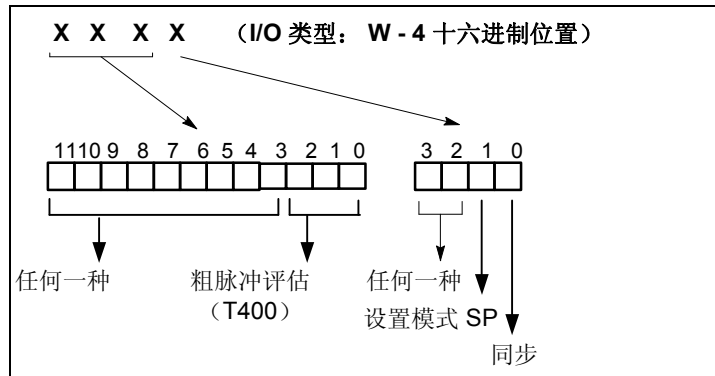 X X X X （I/O 类型： W - 4 十六进制位置）
11 10 9 8 7 6 5 4 3 2 1 0 3 2 1 0
任何一种 粗脉冲评估 任何一种
（T400） 设置模式 SP
同步